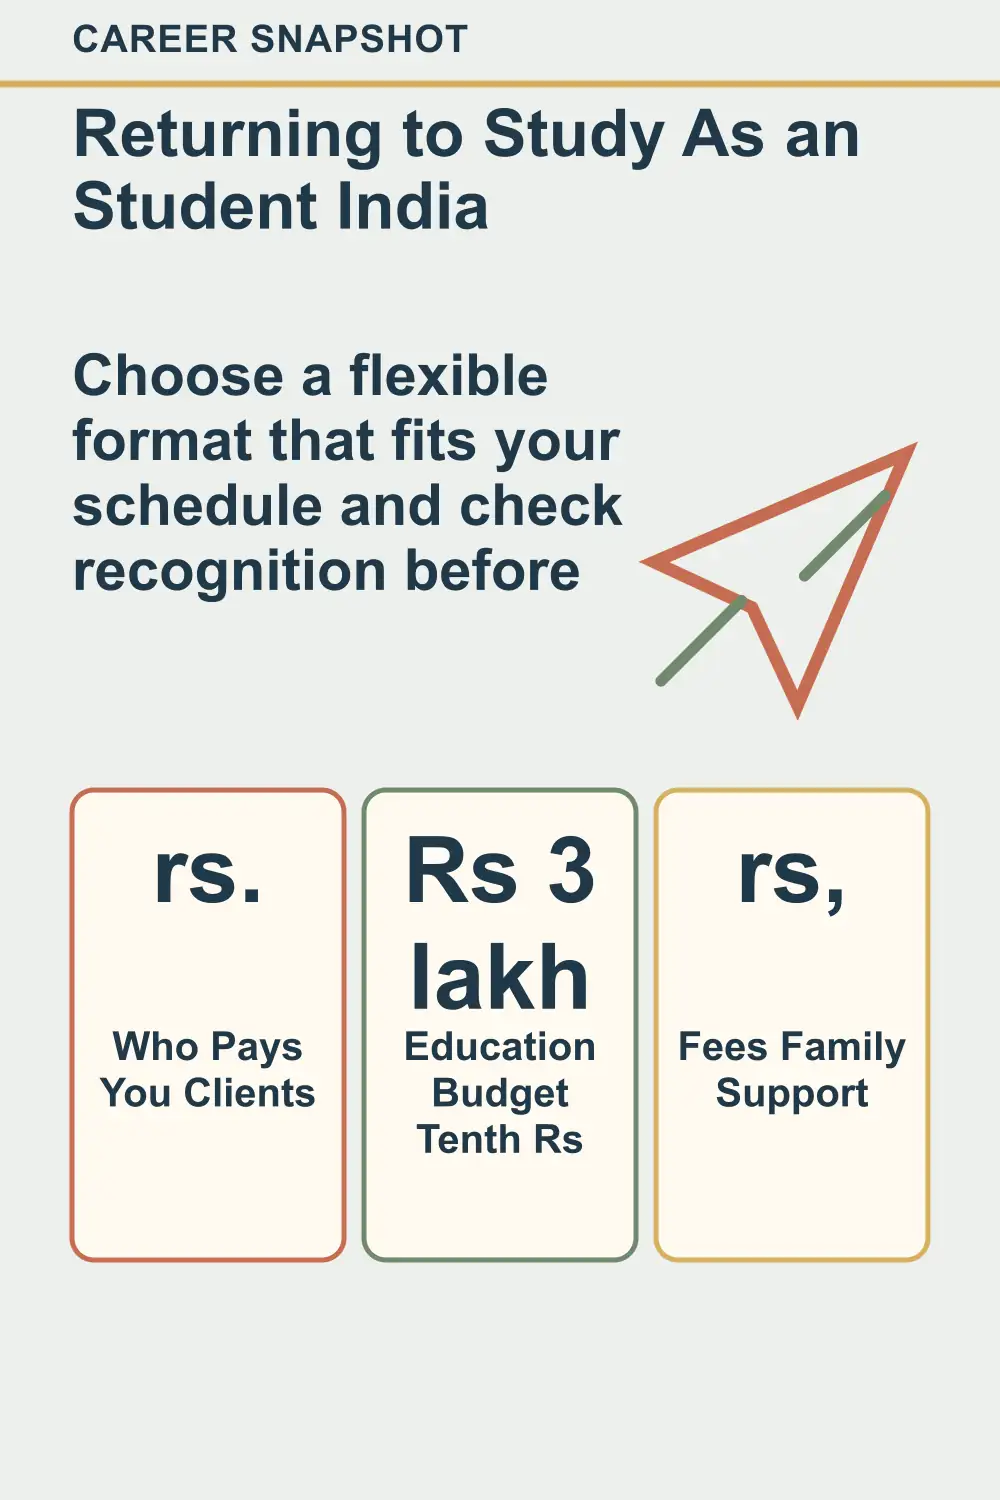 CAREER SNAPSHOT
Returning to Study As an
Student India
Choose a flexible
format that fits your
schedule and check
recognition before
rs.
Who Pays
You Clients
Rs 3
lakh
Education
Budget
Tenth Rs
rs,
Fees Family
Support